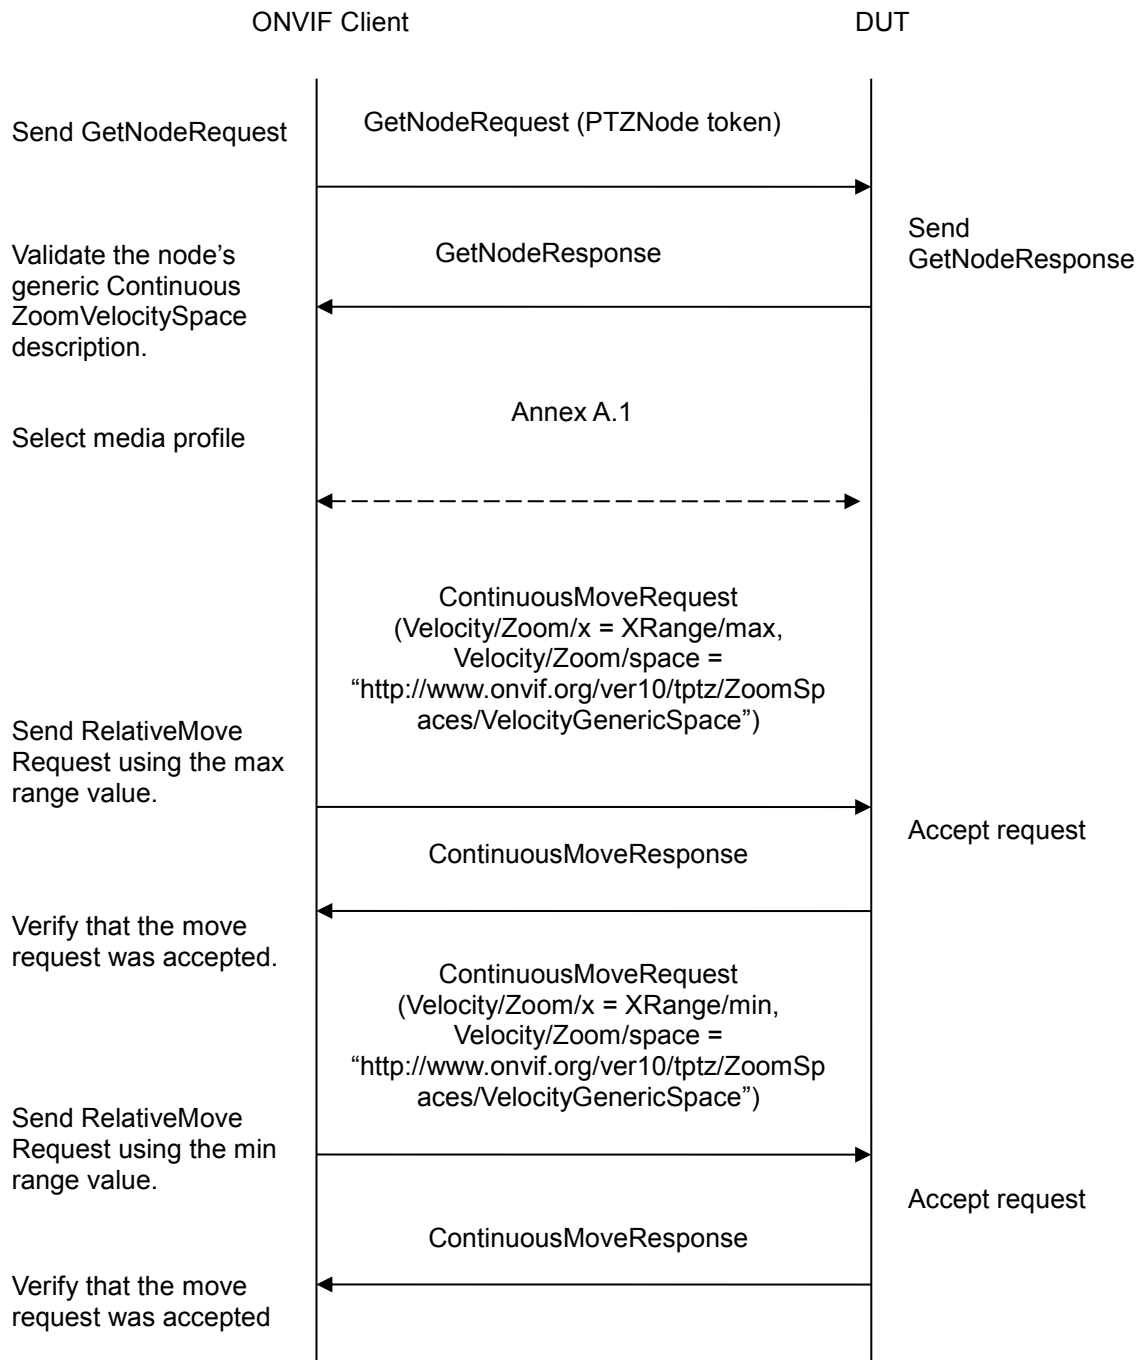 ONVIF Client
DUT
Send GetNodeRequest
GetNodeRequest (PTZNode token)
Send
GetNodeResponse
GetNodeResponse
Validate the node’s
generic Continuous
ZoomVelocitySpace
description.
Annex A.1
Select media profile
ContinuousMoveRequest
(Velocity/Zoom/x = XRange/max,
Velocity/Zoom/space =
“http://www.onvif.org/ver10/tptz/ZoomSp
aces/VelocityGenericSpace”)
Send RelativeMove
Request using the max
range value.
Accept request
ContinuousMoveResponse
Verify that the move
request was accepted.
ContinuousMoveRequest
(Velocity/Zoom/x = XRange/min,
Velocity/Zoom/space =
“http://www.onvif.org/ver10/tptz/ZoomSp
aces/VelocityGenericSpace”)
Send RelativeMove
Request using the min
range value.
Accept request
ContinuousMoveResponse
Verify that the move
request was accepted